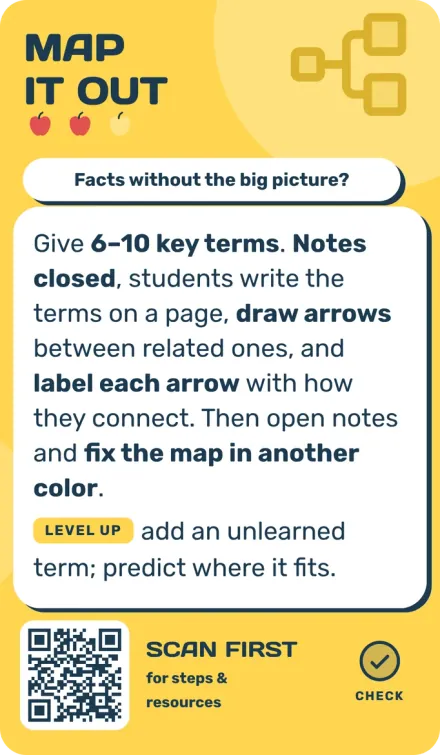 MAP
IT OUT
Facts without the big picture?
Give 6–10 key terms. Notes
closed, students write the
terms on a page, draw arrows
between related ones, and
label each arrow with how
they connect. Then open notes
and fix the map in another
color.
LEVEL UP add an unlearned
term; predict where it fits.
SCAN FIRST
for steps &
resources
CHECK